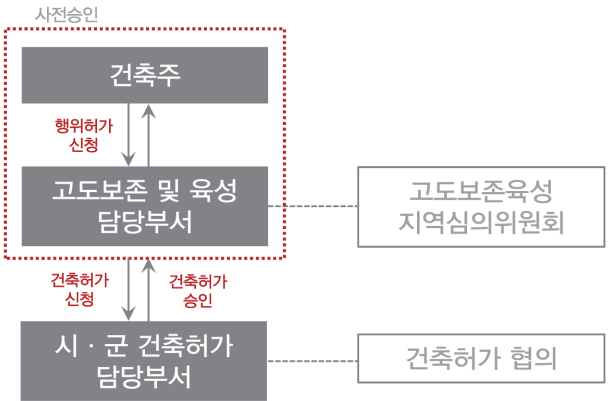 사전승인
건축주
행위허가
신청
고도보존 및 육성
담당부서
고도보존육성
지역심의위원회
건축허가
신청
건축허가
승인
시 · 군 건축허가
담당부서
건축허가 협의